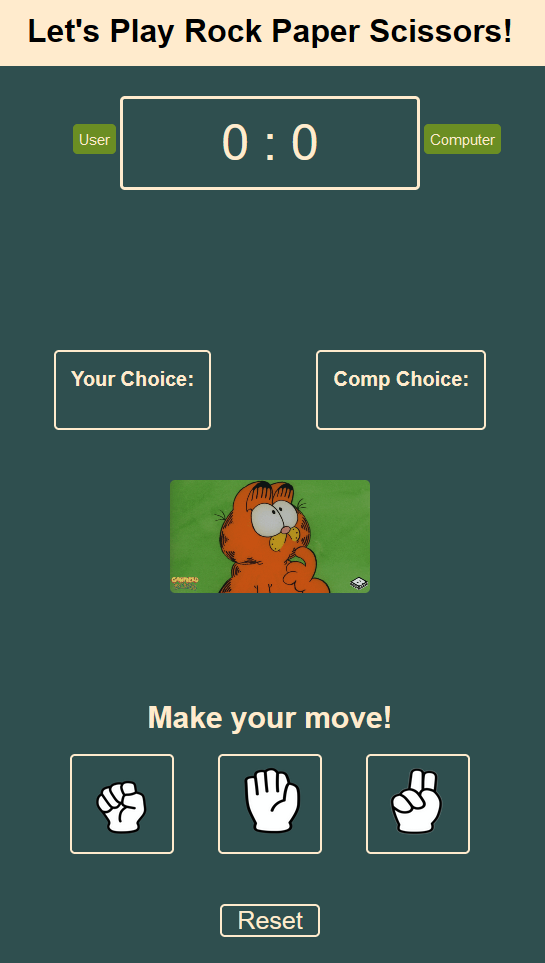 Let's Play Rock Paper Scissors!
User
0 : 0
Computer
Your Choice:
Comp Choice:
Make your move!
Reset